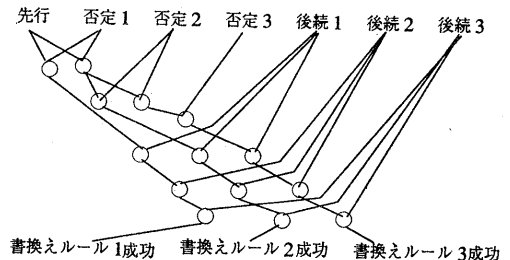 先行 否定1 否定2 否定3 後続1 後続2 後続3
書換えルール1成功 書換えルール2成功 書換えルール3成功